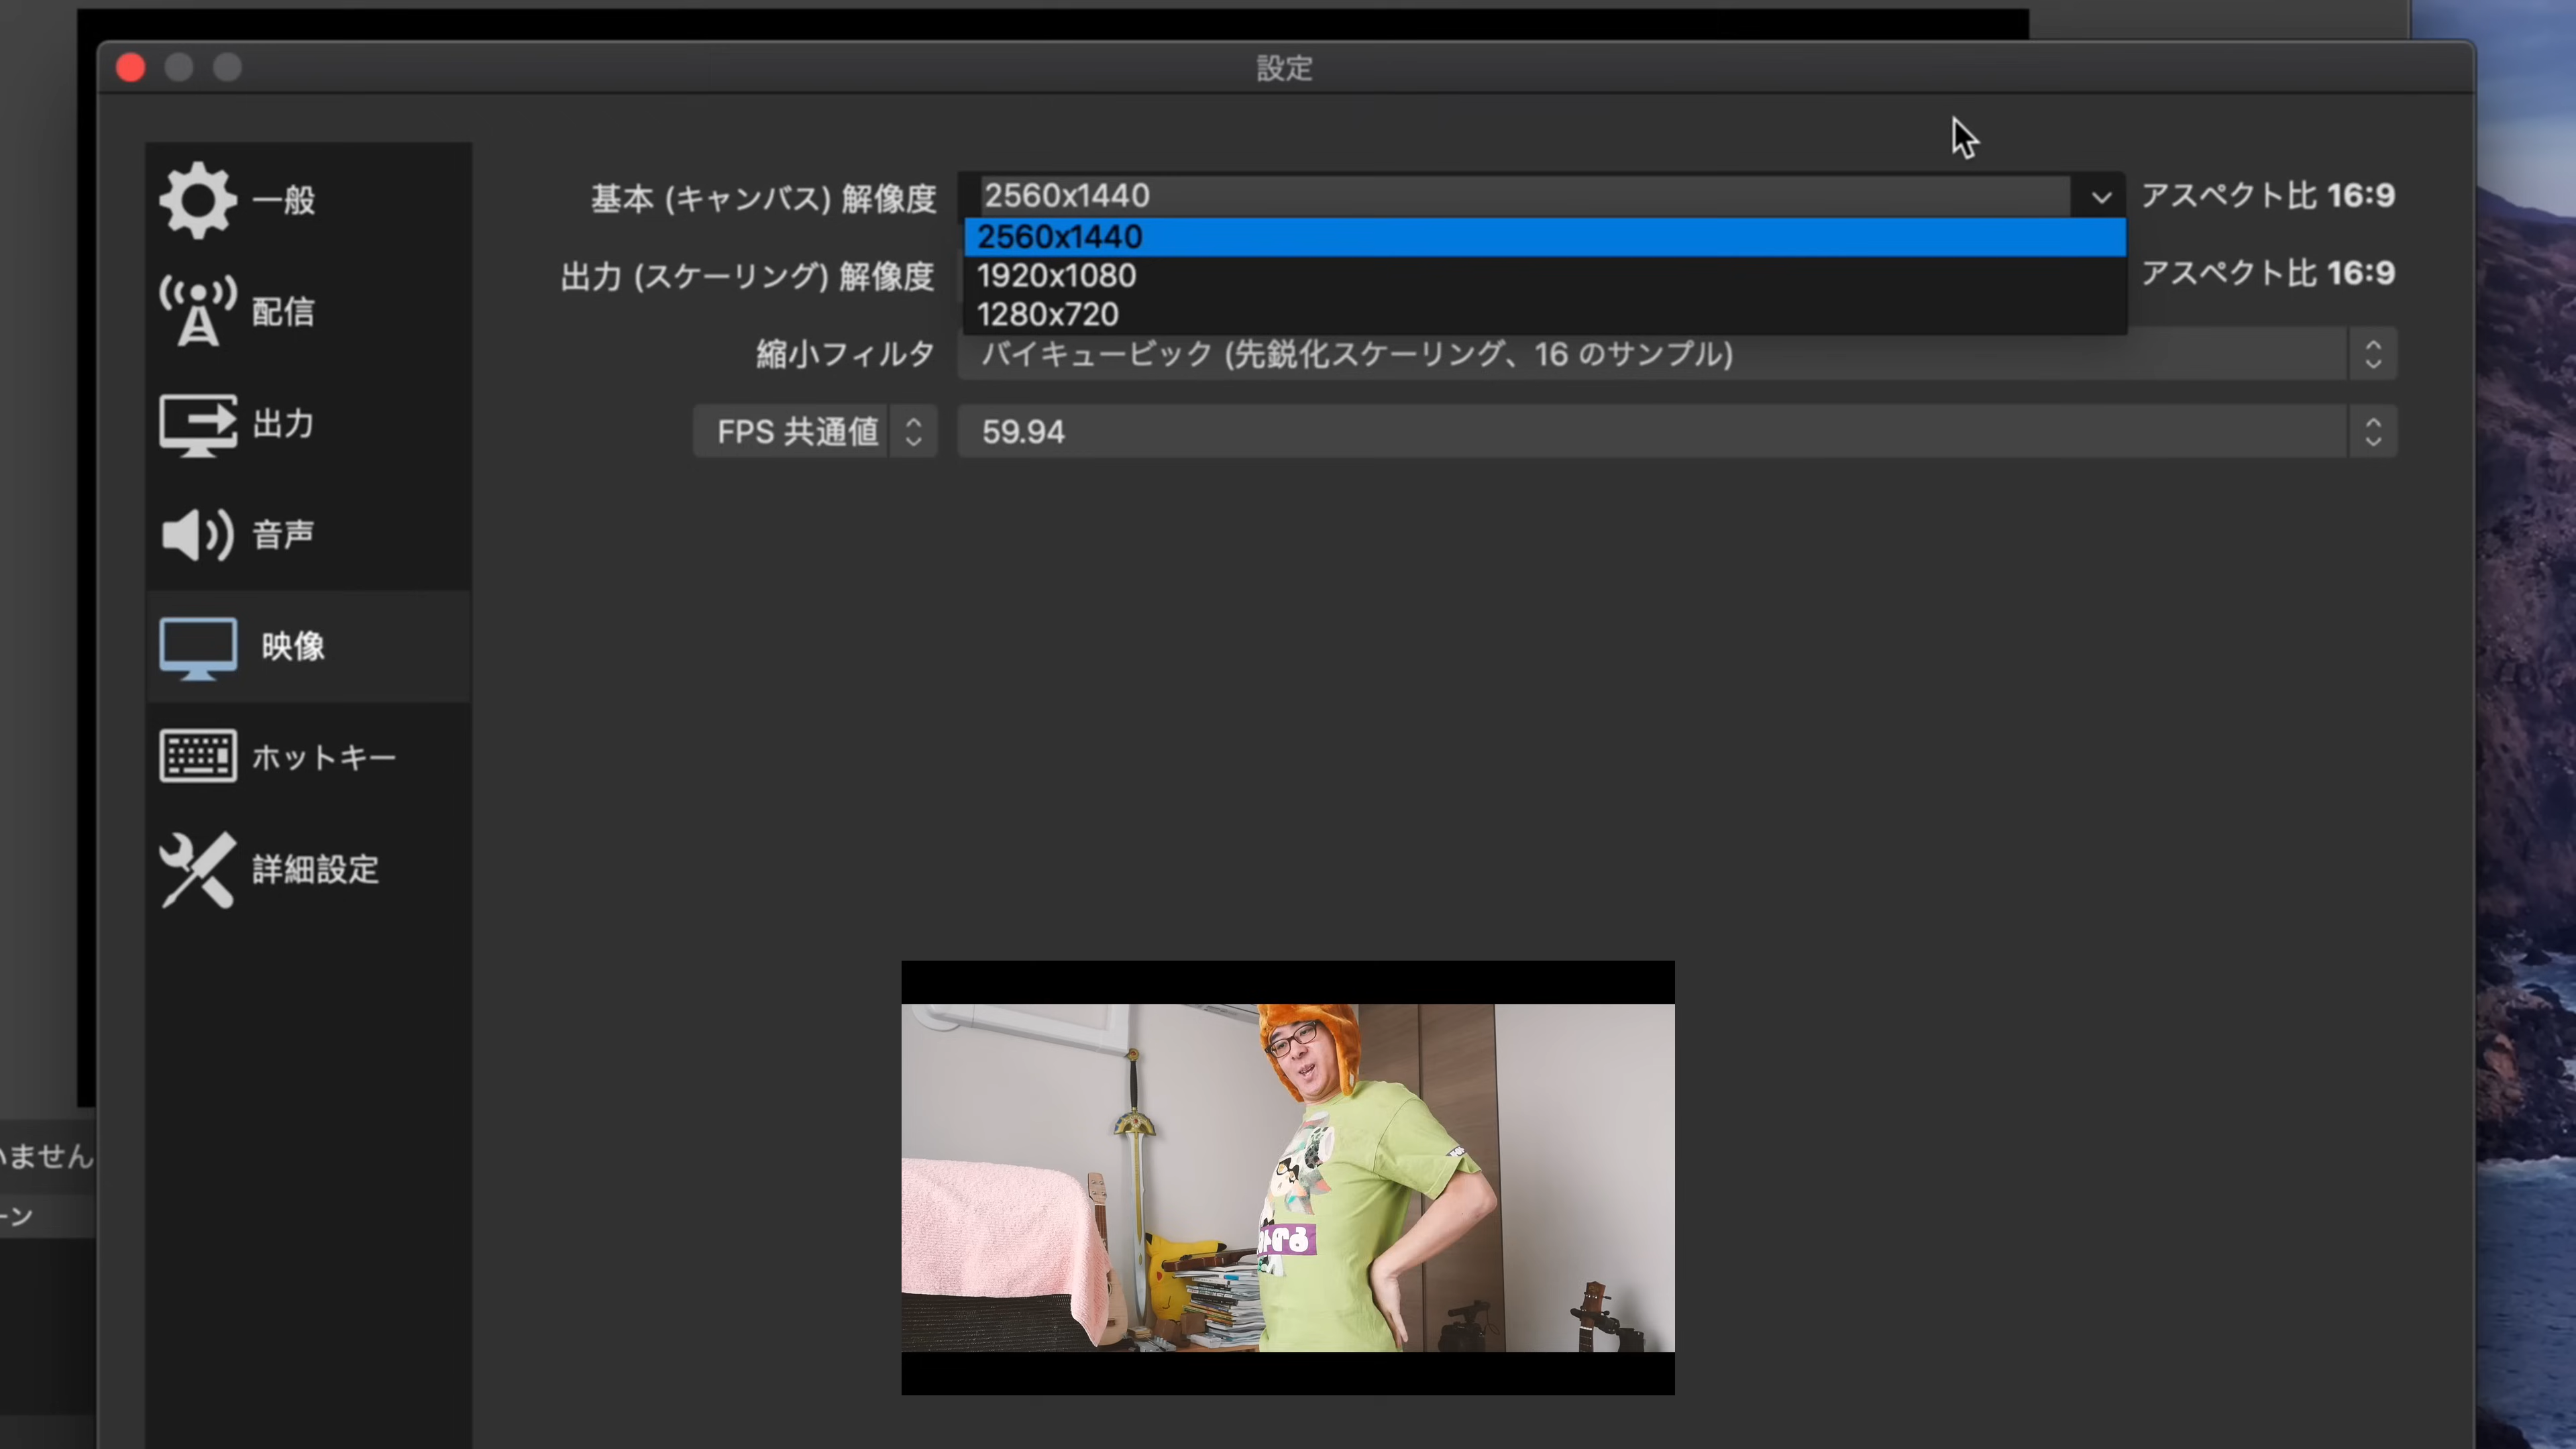 設定
一般
配信
出力
音声
映像
ホットキー
詳細設定
基本 (キャンバス) 解像度
2560x1440
アスペクト比 16:9
2560x1440
1920x1080
1280x720
出力 (スケーリング) 解像度
アスペクト比 16:9
縮小フィルタ
バイキュービック (先鋭化スケーリング、16 のサンプル)
FPS 共通値
59.94
いません
ーン